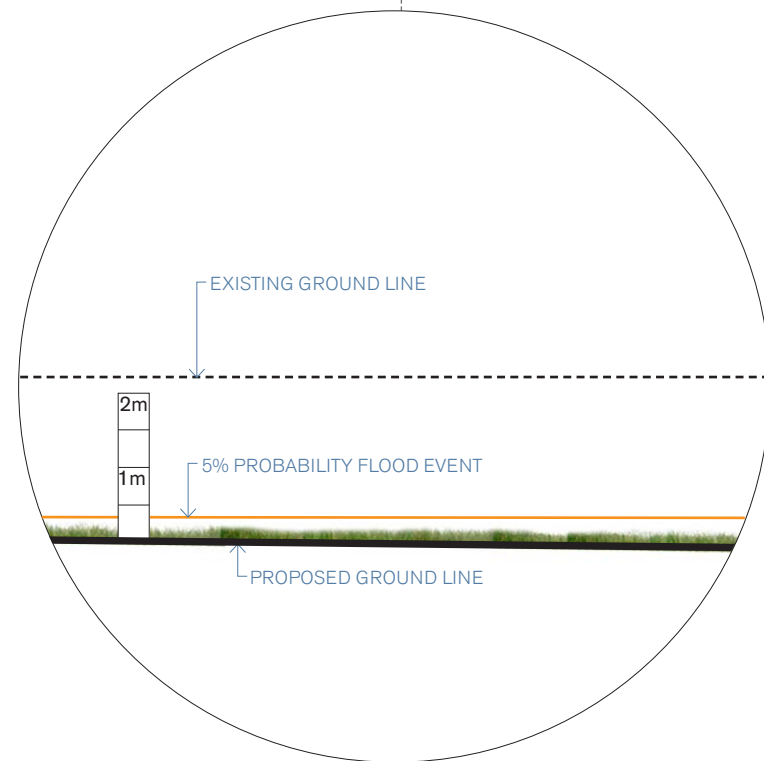 EXISTING GROUND LINE
2m
5% PROBABILITY FLOOD EVENT
1m
PROPOSED GROUND LINE